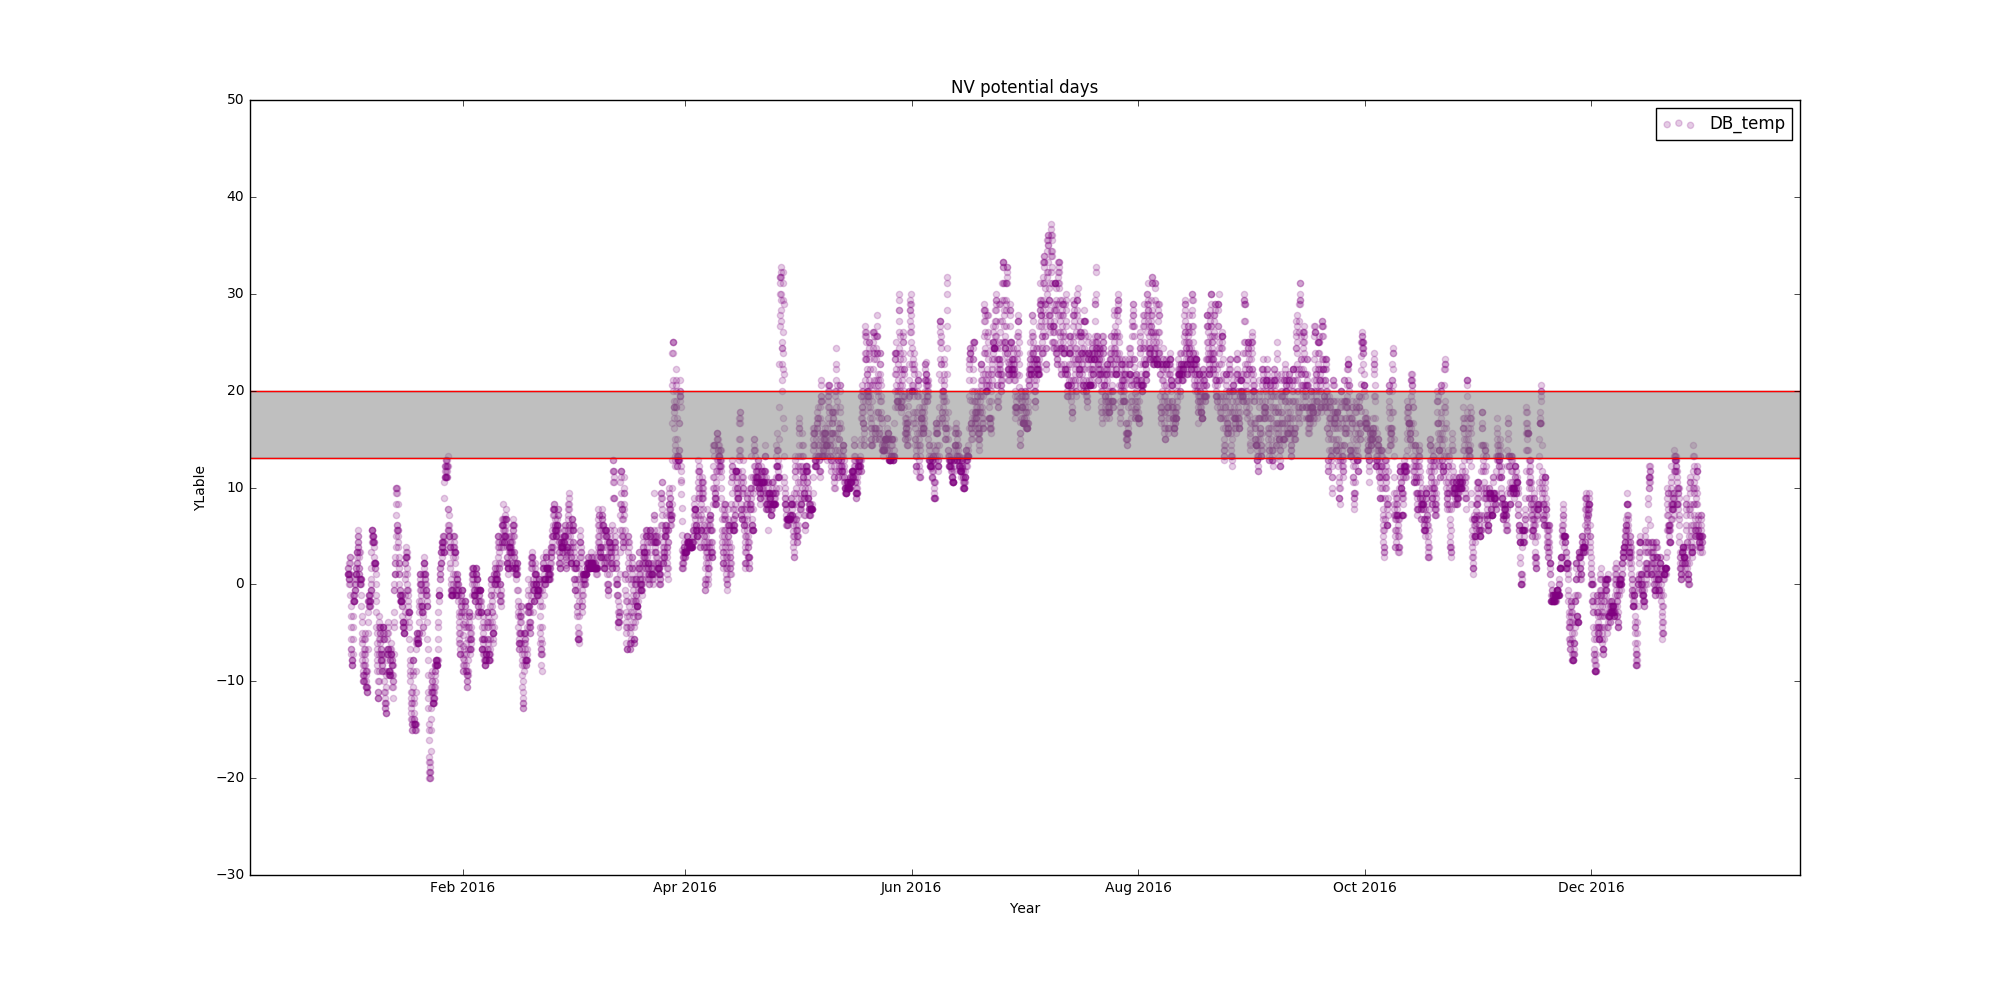 NV potential days
DB_temp
50
40
30
20
10
0
−10
−20
−30
YLable
Feb 2016
Apr 2016
Jun 2016
Aug 2016
Oct 2016
Dec 2016
Year